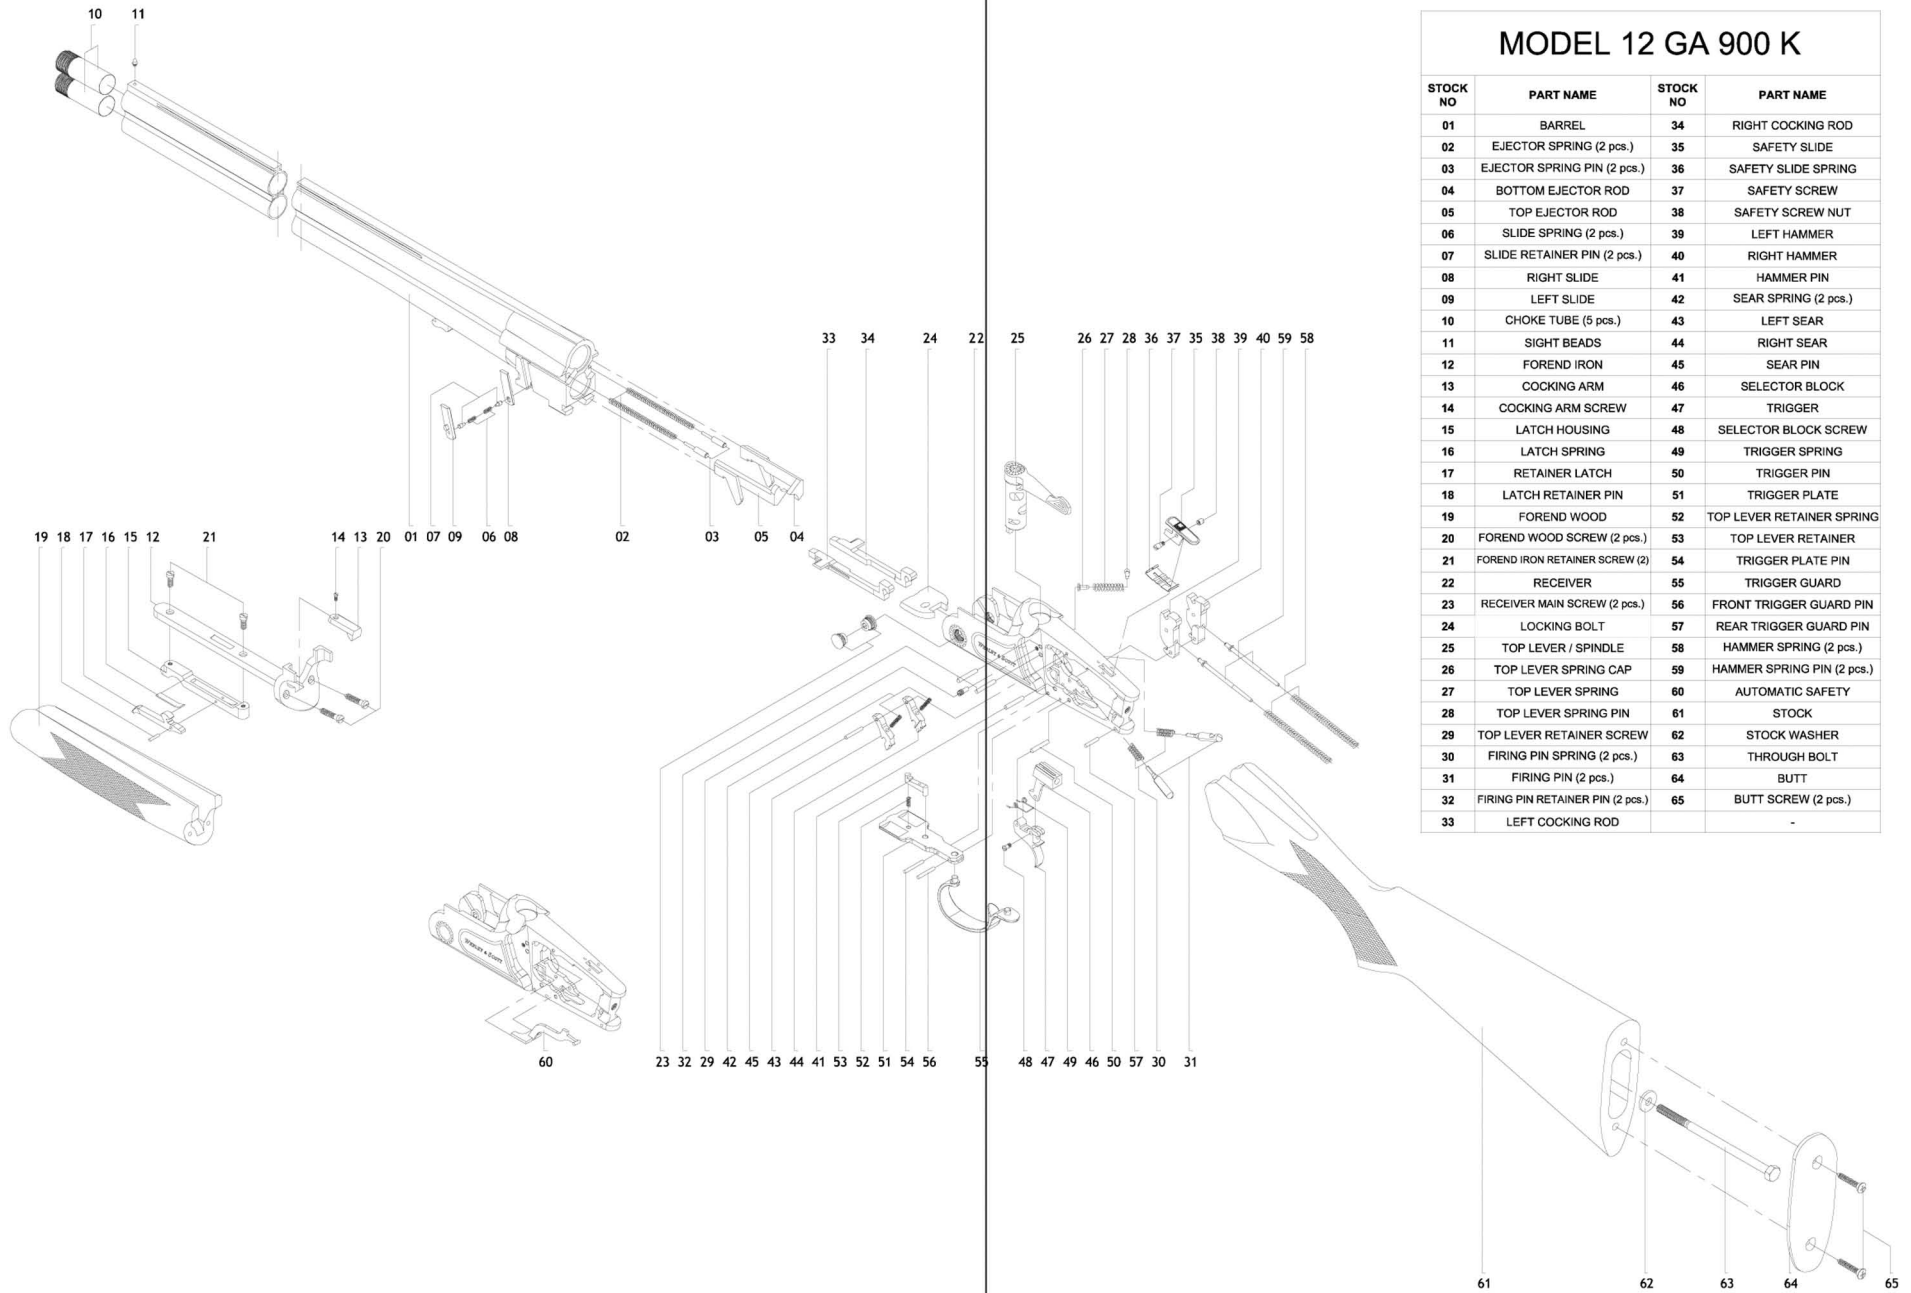 10 11
MODEL 12 GA 900 K
STOCK NO PART NAME STOCK NO PART NAME
01 BARREL 34 RIGHT COCKING ROD
02 EJECTOR SPRING (2 pcs.) 35 SAFETY SLIDE
03 EJECTOR SPRING PIN (2 pcs.) 36 SAFETY SLIDE SPRING
04 BOTTOM EJECTOR ROD 37 SAFETY SCREW
05 TOP EJECTOR ROD 38 SAFETY SCREW NUT
06 SLIDE SPRING (2 pcs.) 39 LEFT HAMMER
07 SLIDE RETAINER PIN (2 pcs.) 40 RIGHT HAMMER
08 RIGHT SLIDE 41 HAMMER PIN
09 LEFT SLIDE 42 SEAR SPRING (2 pcs.)
10 CHOKE TUBE (5 pcs.) 43 LEFT SEAR
11 SIGHT BEADS 44 RIGHT SEAR
12 FOREND IRON 45 SEAR PIN
13 COCKING ARM 46 SELECTOR BLOCK
14 COCKING ARM SCREW 47 TRIGGER
15 LATCH HOUSING 48 SELECTOR BLOCK SCREW
16 LATCH SPRING 49 TRIGGER SPRING
17 RETAINER LATCH 50 TRIGGER PIN
18 LATCH RETAINER PIN 51 TRIGGER PLATE
19 FOREND WOOD 52 TOP LEVER RETAINER SPRING
20 FOREND WOOD SCREW (2 pcs.) 53 TOP LEVER RETAINER
21 FOREND IRON RETAINER SCREW (2) 54 TRIGGER PLATE PIN
22 RECEIVER 55 TRIGGER GUARD
23 RECEIVER MAIN SCREW (2 pcs.) 56 FRONT TRIGGER GUARD PIN
24 LOCKING BOLT 57 REAR TRIGGER GUARD PIN
25 TOP LEVER / SPINDLE 58 HAMMER SPRING (2 pcs.)
26 TOP LEVER SPRING CAP 59 HAMMER SPRING PIN (2 pcs.)
27 TOP LEVER SPRING 60 AUTOMATIC SAFETY
28 TOP LEVER SPRING PIN 61 STOCK
29 TOP LEVER RETAINER SCREW 62 STOCK WASHER
30 FIRING PIN SPRING (2 pcs.) 63 THROUGH BOLT
31 FIRING PIN (2 pcs.) 64 BUTT
32 FIRING PIN RETAINER PIN (2 pcs.) 65 BUTT SCREW (2 pcs.)
33 LEFT COCKING ROD -
33 34 24 22 25 26 27 28 36 37 35 38 39 40 59 58
19 18 17 16 15 12 21 14 13 20 01 07 09 06 08 02 03 05 04
WEBLEY & SCOTT
WEBLEY & SCOTT
60 23 32 29 42 45 43 44 41 53 52 51 54 56 55 48 47 49 46 50 57 30 31
61 62 63 64 65